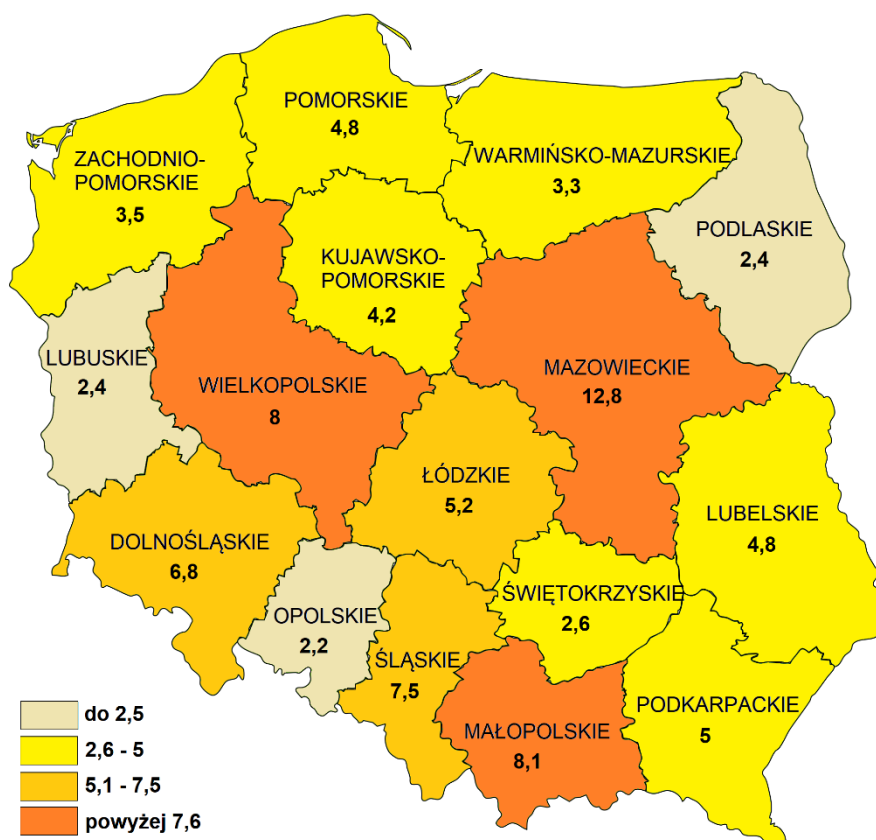 POMORSKIE
4,8
ZACHODNIO-
POMORSKIE
3,5
WARMIŃSKO-MAZURSKIE
3,3
PODLASKIE
2,4
KUJAWSKO-
POMORSKIE
4,2
LUBUSKIE
2,4
WIELKOPOLSKIE
8
MAZOWIECKIE
12,8
ŁÓDZKIE
5,2
LUBELSKIE
4,8
DOLNOŚLĄSKIE
6,8
OPOLSKIE
2,2
ŚWIĘTOKRZYSKIE
2,6
ŚLĄSKIE
7,5
PODKARPACKIE
5
MAŁOPOLSKIE
8,1
do 2,5
2,6 - 5
5,1 - 7,5
powyżej 7,6